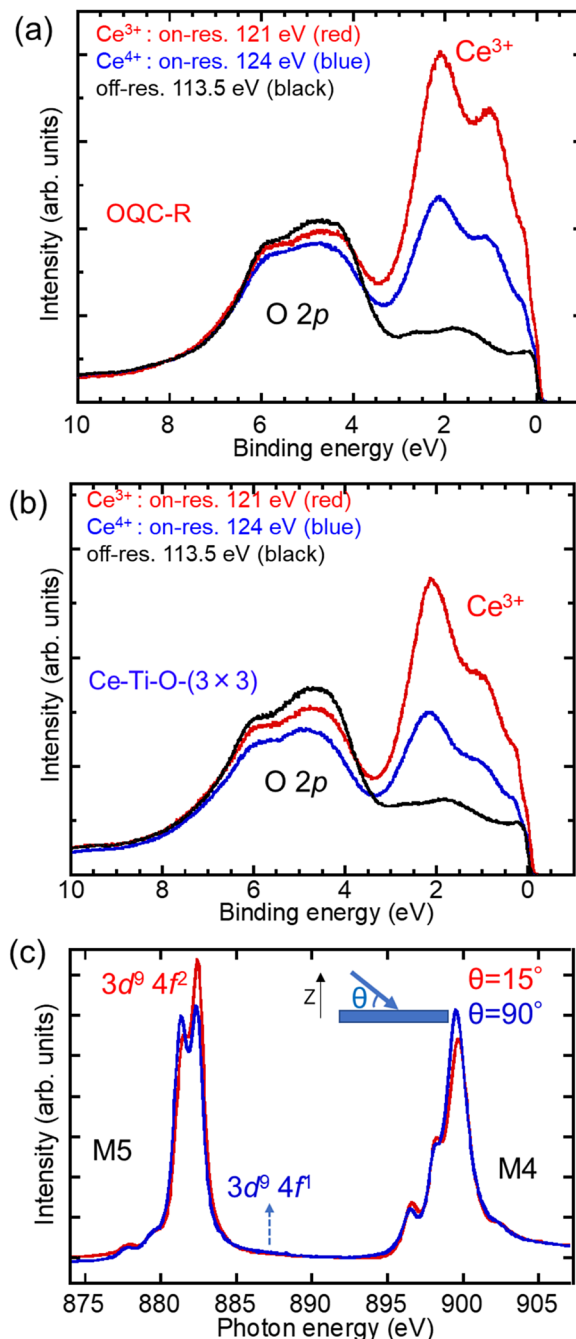 (a)
Ce³⁺ : on-res. 121 eV (red)
Ce⁴⁺ : on-res. 124 eV (blue)
off-res. 113.5 eV (black)
Ce³⁺
OQC-R
O 2p
Intensity (arb. units)
10 8 6 4 2 0
Binding energy (eV)
(b)
Ce³⁺ : on-res. 121 eV (red)
Ce⁴⁺ : on-res. 124 eV (blue)
off-res. 113.5 eV (black)
Ce³⁺
Ce-Ti-O-(3×3)
O 2p
Intensity (arb. units)
10 8 6 4 2 0
Binding energy (eV)
(c)
3d⁹ 4f²
θ=15°
θ=90°
z
θ
M5
M4
3d⁹ 4f¹
Intensity (arb. units)
875 880 885 890 895 900 905
Photon energy (eV)